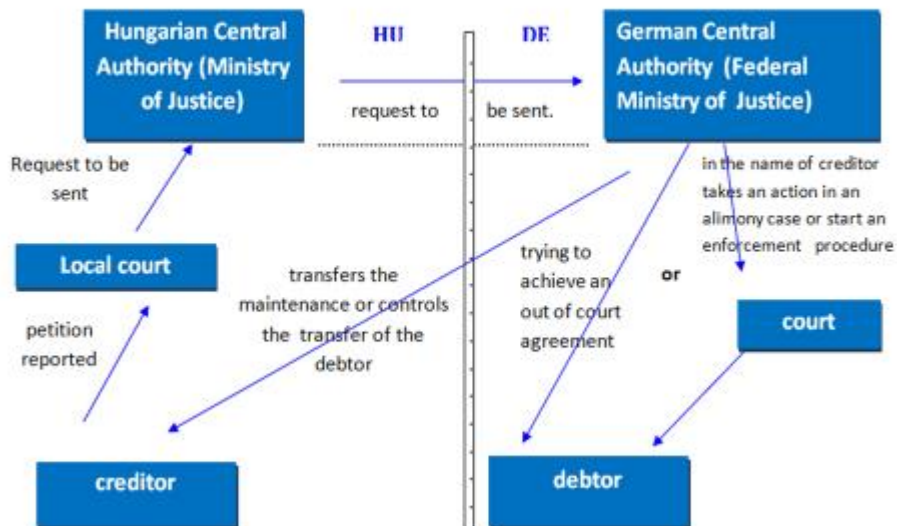 Hungarian Central
Authority (Ministry
of Justice)
HU
DE
German Central
Authority (Federal
Ministry of Justice)
request to
be sent.
Request to be
sent
in the name of creditor
takes an action in an
alimony case or start an
enforcement procedure
Local court
transfers the
maintenance or controls
the transfer of the
debtor
trying to
achieve an
out of court
agreement
or
court
petition
reported
creditor
debtor